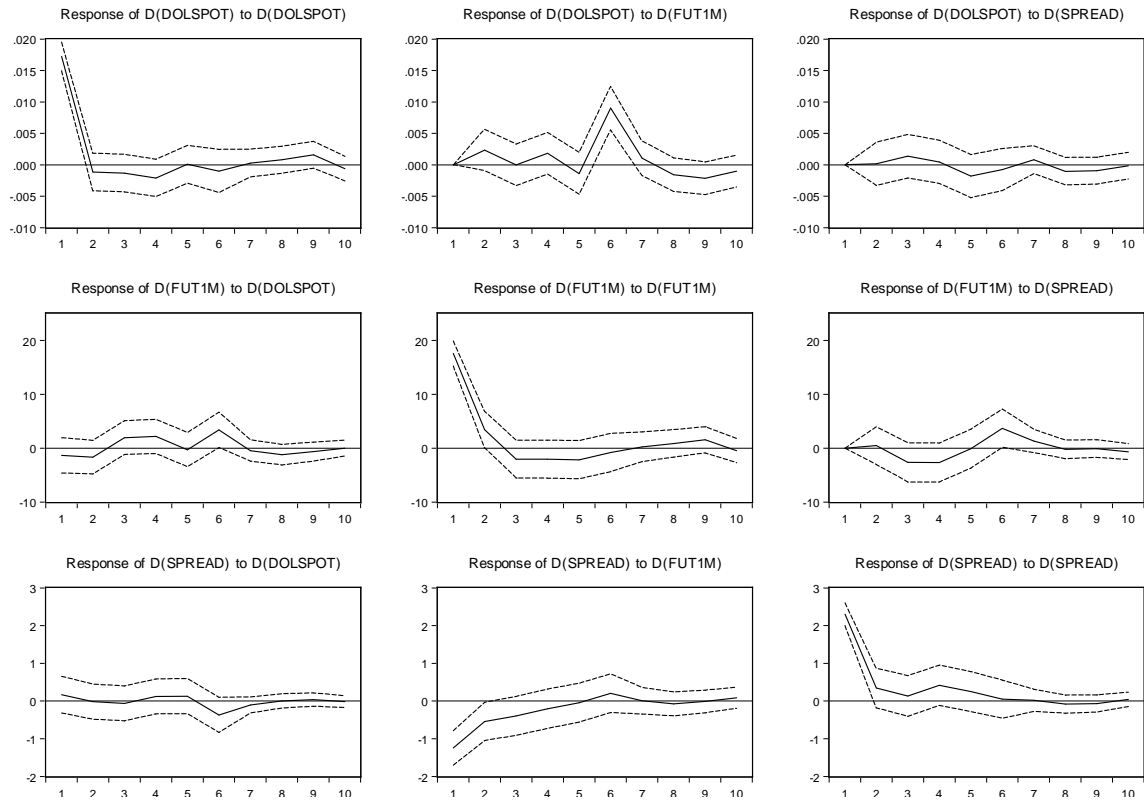 Response of D(DOLSPOT) to D(DOLSPOT)
.020
.015
.010
.005
.000
-.005
-.010
1 2 3 4 5 6 7 8 9 10
Response of D(DOLSPOT) to D(FUT1M)
.020
.015
.010
.005
.000
-.005
-.010
1 2 3 4 5 6 7 8 9 10
Response of D(DOLSPOT) to D(SPREAD)
.020
.015
.010
.005
.000
-.005
-.010
1 2 3 4 5 6 7 8 9 10
Response of D(FUT1M) to D(DOLSPOT)
20
10
0
-10
1 2 3 4 5 6 7 8 9 10
Response of D(FUT1M) to D(FUT1M)
20
10
0
-10
1 2 3 4 5 6 7 8 9 10
Response of D(FUT1M) to D(SPREAD)
20
10
0
-10
1 2 3 4 5 6 7 8 9 10
Response of D(SPREAD) to D(DOLSPOT)
3
2
1
0
-1
-2
1 2 3 4 5 6 7 8 9 10
Response of D(SPREAD) to D(FUT1M)
3
2
1
0
-1
-2
1 2 3 4 5 6 7 8 9 10
Response of D(SPREAD) to D(SPREAD)
3
2
1
0
-1
-2
1 2 3 4 5 6 7 8 9 10